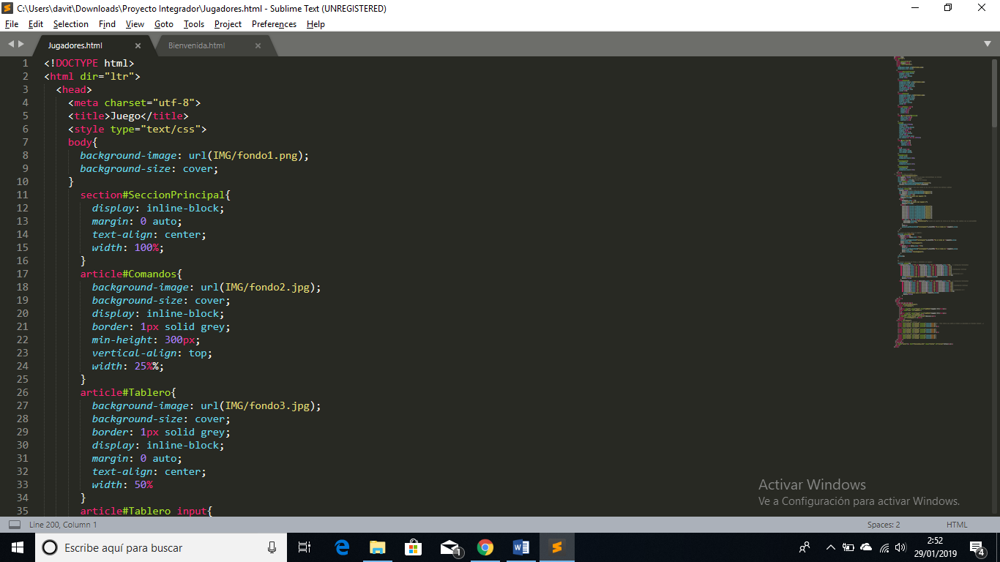 C:\Users\davit\Downloads\Proyecto Integrador\Jugadores.html - Sublime Text (UNREGISTERED)
File Edit Selection Find View Goto Tools Project Preferences Help
Jugadores.html × Bienvenida.html ×
1 <!DOCTYPE html>
2 <html dir="ltr">
3 <head>
4 <meta charset="utf-8">
5 <title>Juego</title>
6 <style type="text/css">
7 body{
8 background-image: url(IMG/fondo1.png);
9 background-size: cover;
10 }
11 section#SeccionPrincipal{
12 display: inline-block;
13 margin: 0 auto;
14 text-align: center;
15 width: 100%;
16 }
17 article#Comandos{
18 background-image: url(IMG/fondo2.jpg);
19 background-size: cover;
20 display: inline-block;
21 border: 1px solid grey;
22 min-height: 300px;
23 vertical-align: top;
24 width: 25%%;
25 }
26 article#Tablero{
27 background-image: url(IMG/fondo3.jpg);
28 background-size: cover;
29 border: 1px solid grey;
30 display: inline-block;
31 margin: 0 auto;
32 text-align: center;
33 width: 50%
34 }
35 article#Tablero input{
Activar Windows
Ve a Configuración para activar Windows.
Line 200, Column 1 Spaces: 2 HTML
Escribe aquí para buscar 1 2:52 4
29/01/2019